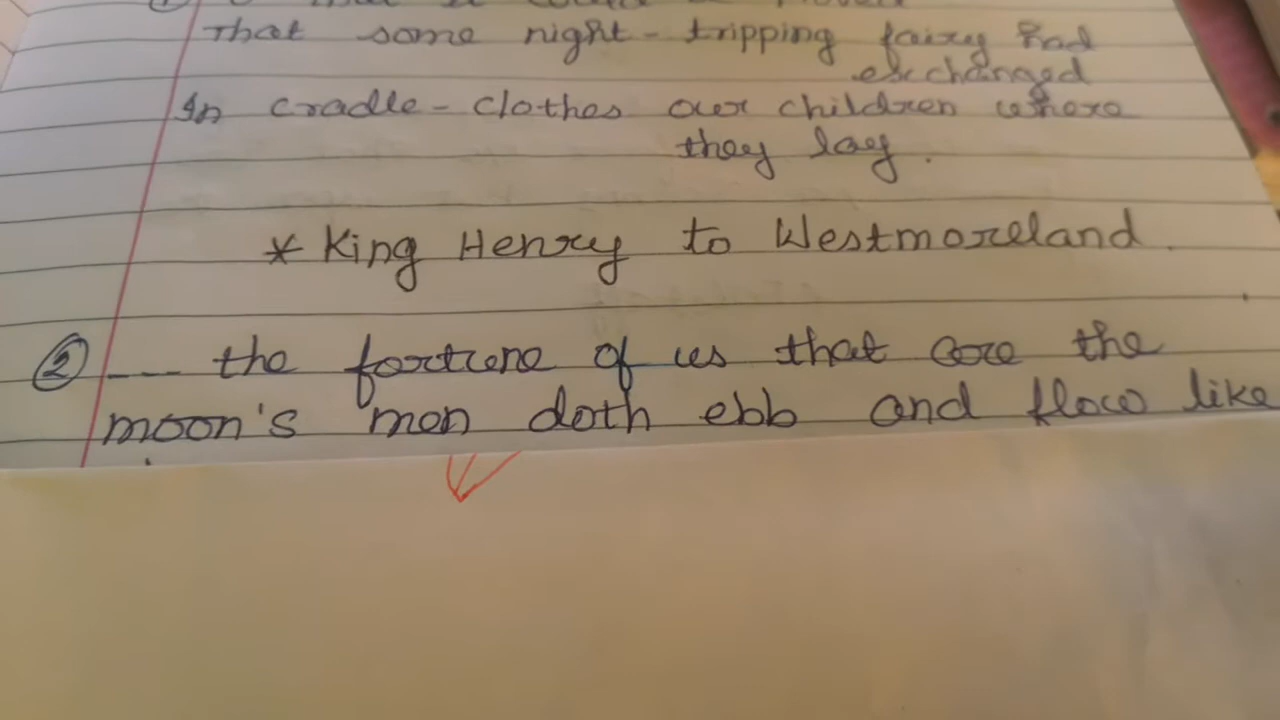 That some night-tripping fairy had
exchanged
In cradle-clothes our children where
they lay.
* King Henry to Westmoreland
② --- the fortune of us that are the
moon's men doth ebb and flow like